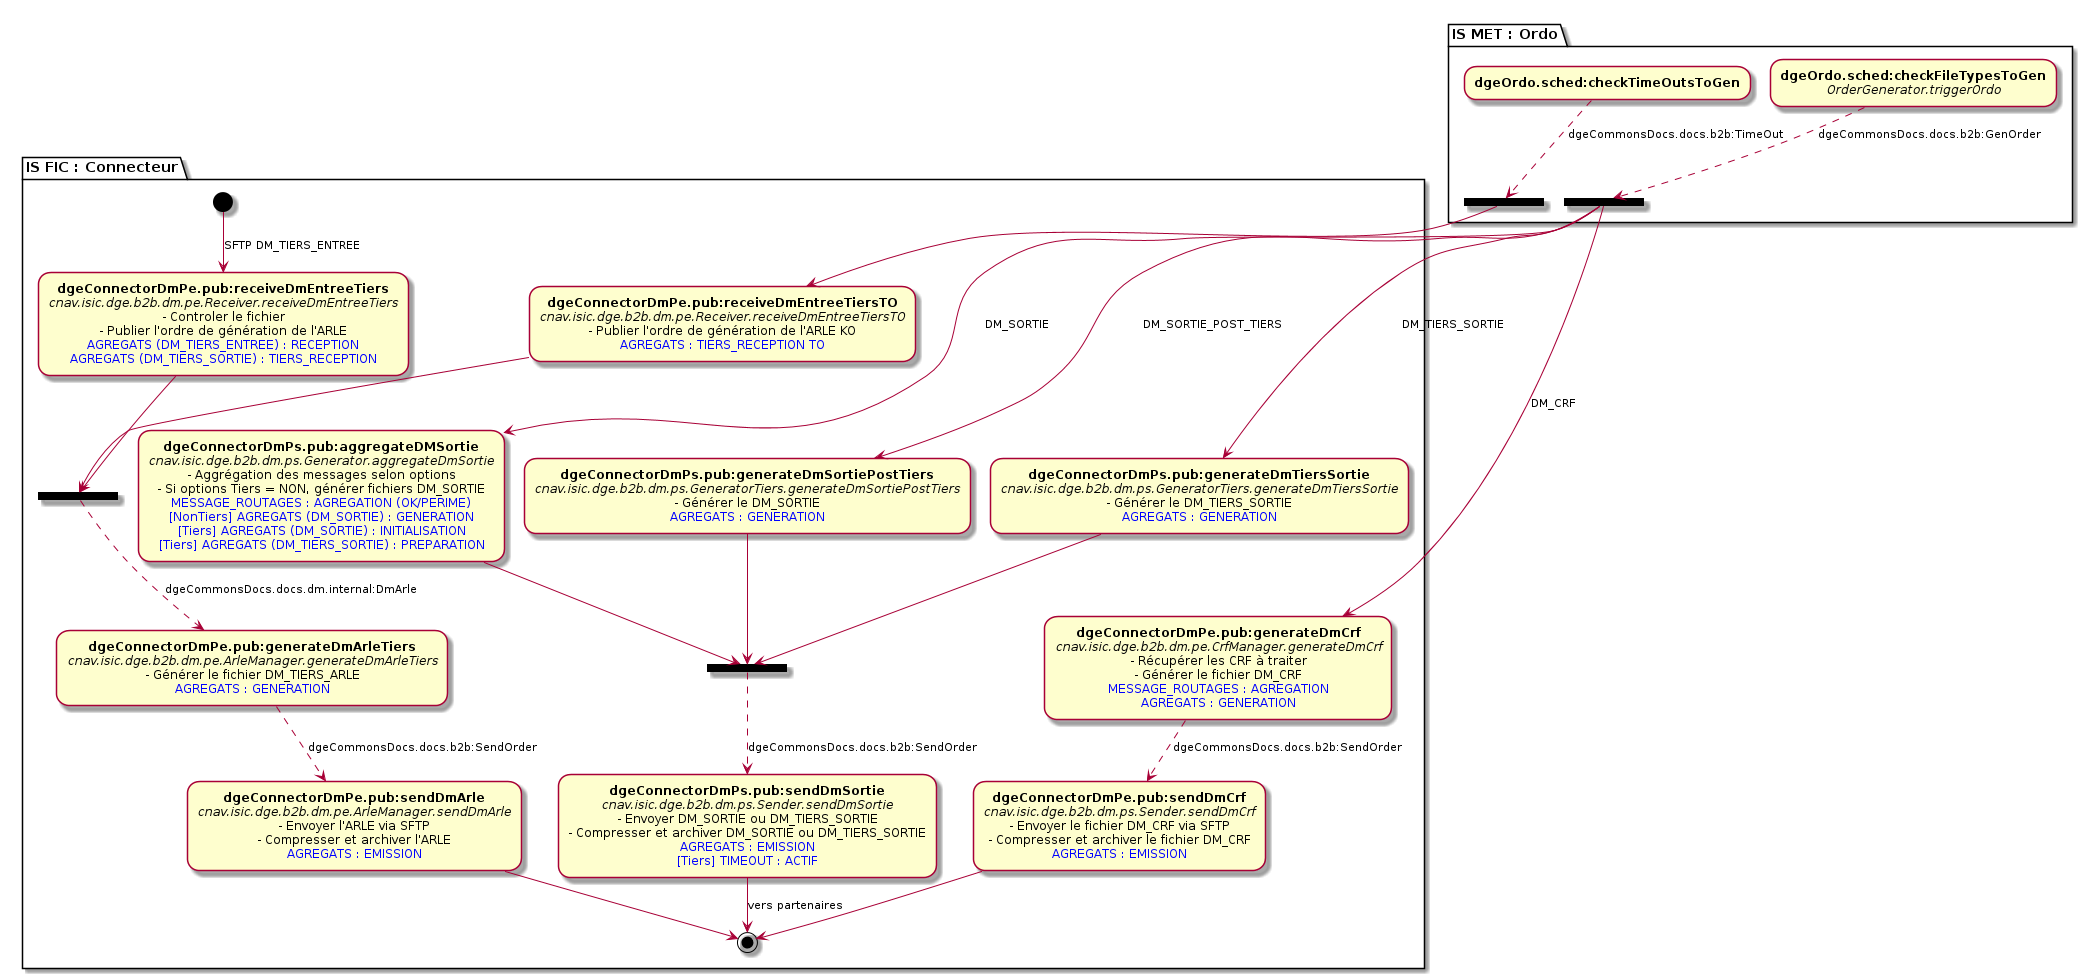 IS MET : Ordo
dgeOrdo.sched:checkTimeOutsToGen
dgeOrdo.sched:checkFileTypesToGen
OrderGenerator.triggerOrdo
dgeCommonsDocs.docs.b2b:TimeOut
dgeCommonsDocs.docs.b2b:GenOrder
IS FIC : Connecteur
SFTP DM_TIERS_ENTREE
dgeConnectorDmPe.pub:receiveDmEntreeTiers
cnav.isic.dge.b2b.dm.pe.Receiver.receiveDmEntreeTiers
- Controler le fichier
- Publier l'ordre de génération de l'ARLE
AGREGATS (DM_TIERS_ENTREE) : RECEPTION
AGREGATS (DM_TIERS_SORTIE) : TIERS_RECEPTION
dgeConnectorDmPe.pub:receiveDmEntreeTiersTO
cnav.isic.dge.b2b.dm.pe.Receiver.receiveDmEntreeTiersTO
- Publier l'ordre de génération de l'ARLE KO
AGREGATS : TIERS_RECEPTION TO
DM_SORTIE
DM_SORTIE_POST_TIERS
DM_TIERS_SORTIE
DM_CRF
dgeConnectorDmPs.pub:aggregateDMSortie
cnav.isic.dge.b2b.dm.ps.Generator.aggregateDmSortie
- Aggrégation des messages selon options
- Si options Tiers = NON, générer fichiers DM_SORTIE
MESSAGE_ROUTAGES : AGREGATION (OK/PERIME)
[NonTiers] AGREGATS (DM_SORTIE) : GENERATION
[Tiers] AGREGATS (DM_SORTIE) : INITIALISATION
[Tiers] AGREGATS (DM_TIERS_SORTIE) : PREPARATION
dgeConnectorDmPs.pub:generateDmSortiePostTiers
cnav.isic.dge.b2b.dm.ps.GeneratorTiers.generateDmSortiePostTiers
- Générer le DM_SORTIE
AGREGATS : GENERATION
dgeConnectorDmPs.pub:generateDmTiersSortie
cnav.isic.dge.b2b.dm.ps.GeneratorTiers.generateDmTiersSortie
- Générer le DM_TIERS_SORTIE
AGREGATS : GENERATION
dgeCommonsDocs.docs.dm.internal:DmArle
dgeConnectorDmPe.pub:generateDmArleTiers
cnav.isic.dge.b2b.dm.pe.ArleManager.generateDmArleTiers
- Générer le fichier DM_TIERS_ARLE
AGREGATS : GENERATION
dgeConnectorDmPe.pub:generateDmCrf
cnav.isic.dge.b2b.dm.pe.CrfManager.generateDmCrf
- Récupérer les CRF à traiter
- Générer le fichier DM_CRF
MESSAGE_ROUTAGES : AGREGATION
AGREGATS : GENERATION
dgeCommonsDocs.docs.b2b:SendOrder
dgeCommonsDocs.docs.b2b:SendOrder
dgeCommonsDocs.docs.b2b:SendOrder
dgeConnectorDmPe.pub:sendDmArle
cnav.isic.dge.b2b.dm.pe.ArleManager.sendDmArle
- Envoyer l'ARLE via SFTP
- Compresser et archiver l'ARLE
AGREGATS : EMISSION
dgeConnectorDmPs.pub:sendDmSortie
cnav.isic.dge.b2b.dm.ps.Sender.sendDmSortie
- Envoyer DM_SORTIE ou DM_TIERS_SORTIE
- Compresser et archiver DM_SORTIE ou DM_TIERS_SORTIE
AGREGATS : EMISSION
[Tiers] TIMEOUT : ACTIF
dgeConnectorDmPe.pub:sendDmCrf
cnav.isic.dge.b2b.dm.ps.Sender.sendDmCrf
- Envoyer le fichier DM_CRF via SFTP
- Compresser et archiver le fichier DM_CRF
AGREGATS : EMISSION
vers partenaires